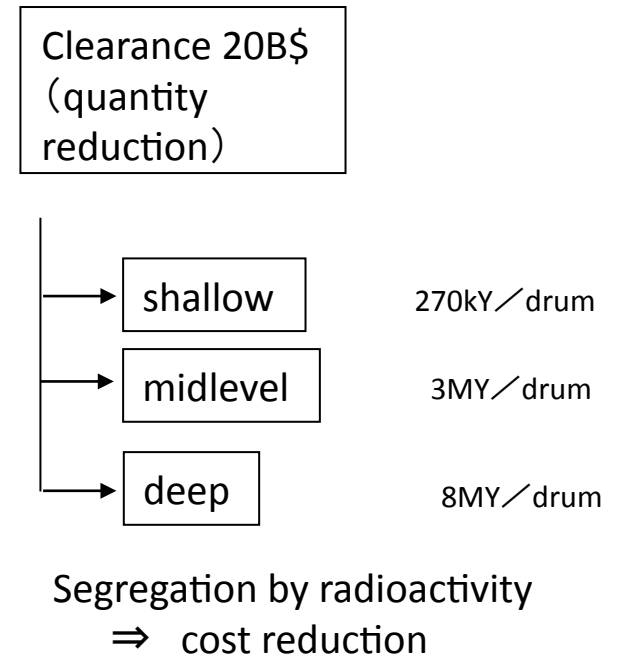 Clearance 20B$
（quantity
reduction）
shallow 270kY／drum
midlevel 3MY／drum
deep 8MY／drum
Segregation by radioactivity
⇒ cost reduction